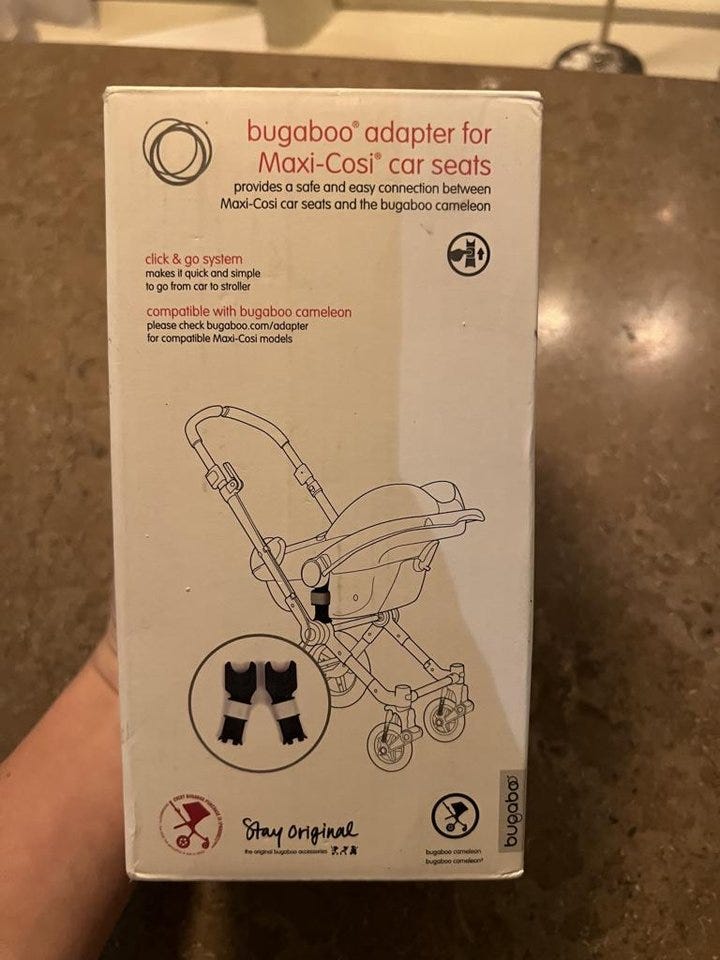 bugaboo® adapter for
Maxi-Cosi® car seats
provides a safe and easy connection between
Maxi-Cosi car seats and the bugaboo cameleon
click & go system
makes it quick and simple
to go from car to stroller
compatible with bugaboo cameleon
please check bugaboo.com/adapter
for compatible Maxi-Cosi models
Stay original
the original bugaboo accessories
bugaboo cameleon
bugaboo cameleon³
bugaboo